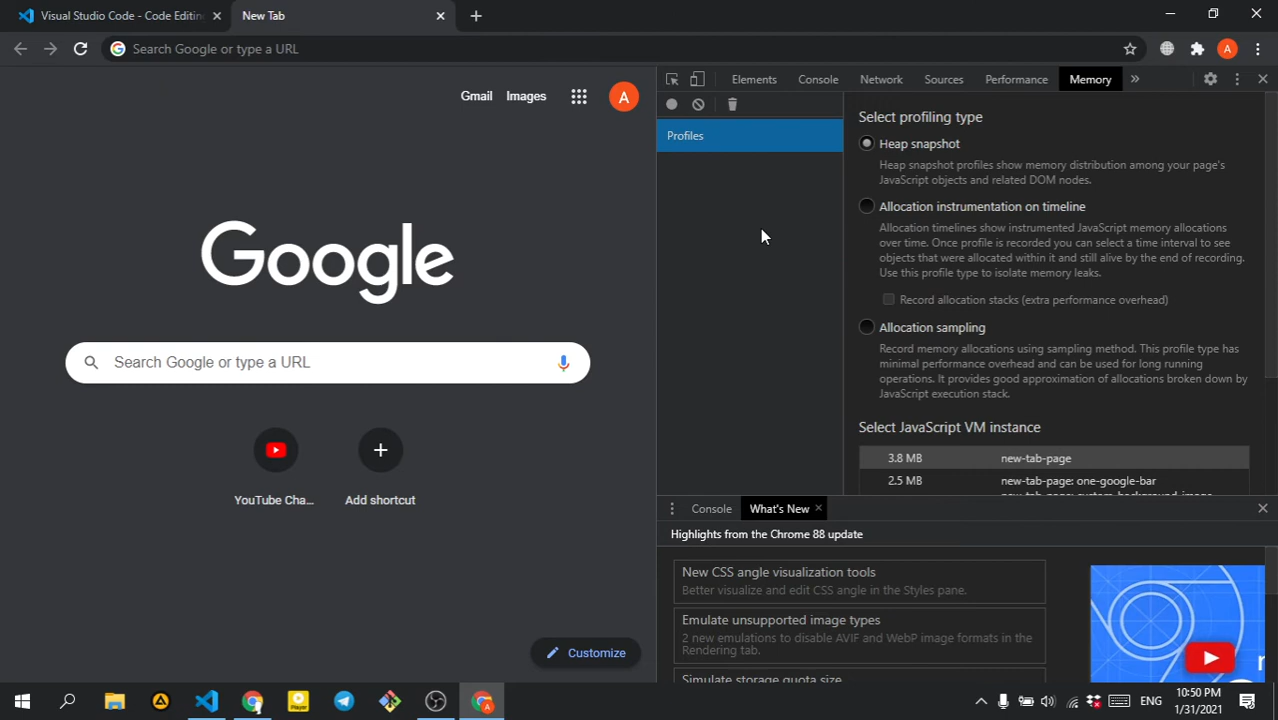 Visual Studio Code - Code Editing
New Tab
Search Google or type a URL
A
Gmail
Images
A
Google
Search Google or type a URL
YouTube Cha...
Add shortcut
Customize
Elements
Console
Network
Sources
Performance
Memory
Profiles
Select profiling type
Heap snapshot
Heap snapshot profiles show memory distribution among your page's
JavaScript objects and related DOM nodes.
Allocation instrumentation on timeline
Allocation timelines show instrumented JavaScript memory allocations
over time. Once profile is recorded you can select a time interval to see
objects that were allocated within it and still alive by the end of recording.
Use this profile type to isolate memory leaks.
Record allocation stacks (extra performance overhead)
Allocation sampling
Record memory allocations using sampling method. This profile type has
minimal performance overhead and can be used for long running
operations. It provides good approximation of allocations broken down by
JavaScript execution stack.
Select JavaScript VM instance
3.8 MB new-tab-page
2.5 MB new-tab-page: one-google-bar
new-tab-page: custom-background-image
Console
What's New
Highlights from the Chrome 88 update
New CSS angle visualization tools
Better visualize and edit CSS angle in the Styles pane.
Emulate unsupported image types
2 new emulations to disable AVIF and WebP image formats in the
Rendering tab.
Simulate storage quota size
Player
ENG
10:50 PM
1/31/2021